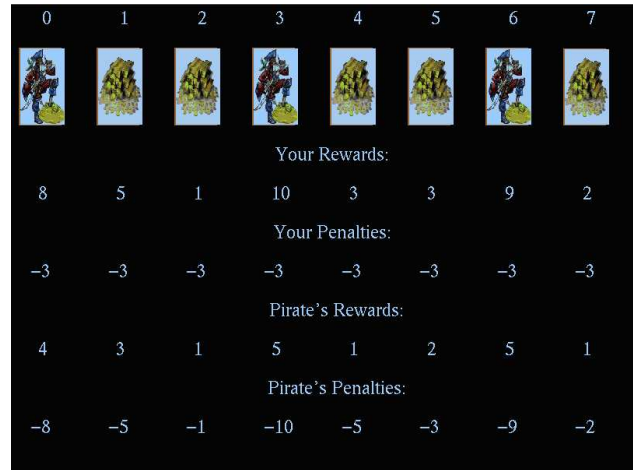 0 1 2 3 4 5 6 7
Your Rewards:
8 5 1 10 3 3 9 2
Your Penalties:
−3 −3 −3 −3 −3 −3 −3 −3
Pirate's Rewards:
4 3 1 5 1 2 5 1
Pirate's Penalties:
−8 −5 −1 −10 −5 −3 −9 −2